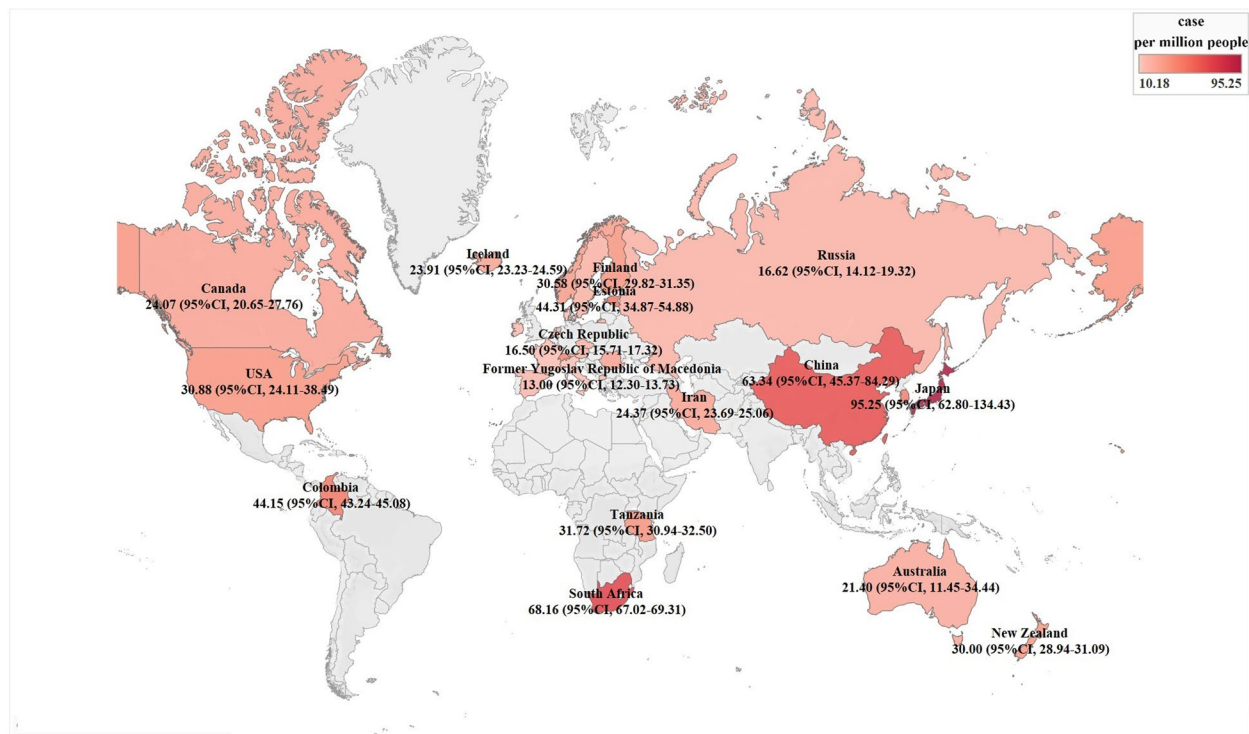 case
per million people
10.18 95.25
Iceland
23.91 (95%CI, 23.23-24.59)
Finland
30.58 (95%CI, 29.82-31.35)
Estonia
44.31 (95%CI, 34.87-54.88)
Russia
16.62 (95%CI, 14.12-19.32)
Canada
24.07 (95%CI, 20.65-27.76)
Czech Republic
16.50 (95%CI, 15.71-17.32)
USA
30.88 (95%CI, 24.11-38.49)
Former Yugoslav Republic of Macedonia
13.00 (95%CI, 12.30-13.73)
China
63.34 (95%CI, 45.37-84.29)
Japan
95.25 (95%CI, 62.80-134.43)
Iran
24.37 (95%CI, 23.69-25.06)
Colombia
44.15 (95%CI, 43.24-45.08)
Tanzania
31.72 (95%CI, 30.94-32.50)
Australia
21.40 (95%CI, 11.45-34.44)
South Africa
68.16 (95%CI, 67.02-69.31)
New Zealand
30.00 (95%CI, 28.94-31.09)